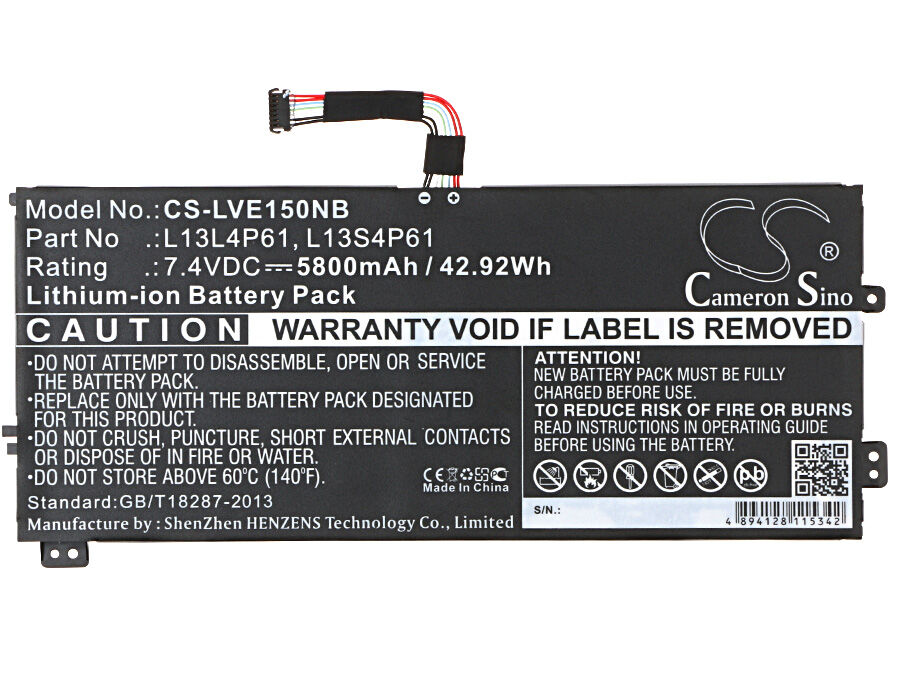 Model No.: CS-LVE150NB
Part No .: L13L4P61, L13S4P61
Rating .: 7.4VDC⎓5800mAh / 42.92Wh
Lithium-ion Battery Pack
CS®
Cameron Sino
CAUTION WARRANTY VOID IF LABEL IS REMOVED
•DO NOT ATTEMPT TO DISASSEMBLE, OPEN OR SERVICE
THE BATTERY PACK.
•REPLACE ONLY WITH THE BATTERY PACK DESIGNATED
FOR THIS PRODUCT.
•DO NOT CRUSH, PUNCTURE, SHORT EXTERNAL CONTACTS
OR DISPOSE OF IN FIRE OR WATER.
•DO NOT STORE ABOVE 60°C (140°F).
CE
Made In China
Standard:GB/T18287-2013
Manufacture by : ShenZhen HENZENS Technology Co., Limited
ATTENTION!
NEW BATTERY PACK MUST BE FULLY
CHARGED BEFORE USE.
TO REDUCE RISK OF FIRE OR BURNS
READ INSTRUCTIONS IN OPERATING GUIDE
BEFORE USING THE BATTERY.
Pb
S/N.:
4 894128 115342